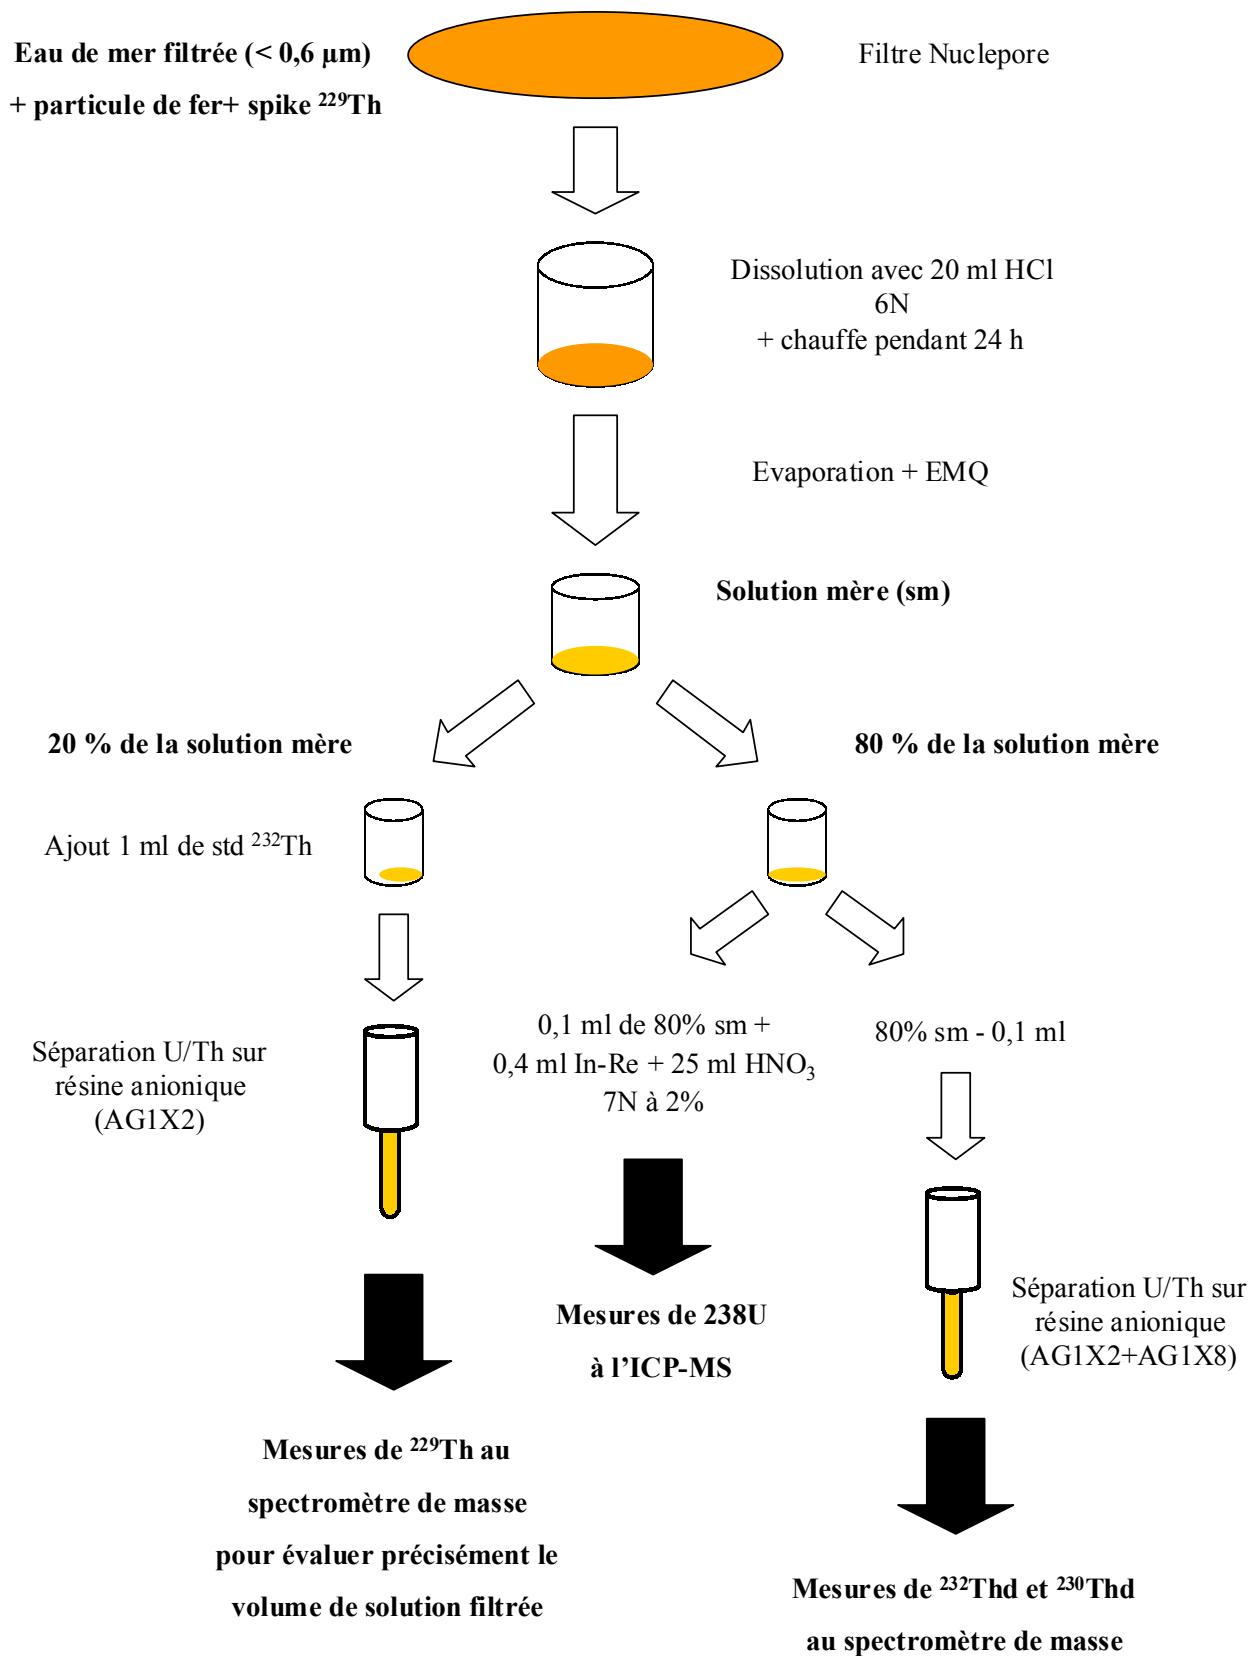 Eau de mer filtrée (< 0,6 µm)
+ particule de fer+ spike ²²⁹Th
Filtre Nuclepore
Dissolution avec 20 ml HCl
6N
+ chauffe pendant 24 h
Evaporation + EMQ
Solution mère (sm)
20 % de la solution mère
80 % de la solution mère
Ajout 1 ml de std ²³²Th
Séparation U/Th sur
résine anionique
(AG1X2)
0,1 ml de 80% sm +
0,4 ml In-Re + 25 ml HNO₃
7N à 2%
80% sm - 0,1 ml
Mesures de 238U
à l’ICP-MS
Séparation U/Th sur
résine anionique
(AG1X2+AG1X8)
Mesures de ²²⁹Th au
spectromètre de masse
pour évaluer précisément le
volume de solution filtrée
Mesures de ²³²Thd et ²³⁰Thd
au spectromètre de masse